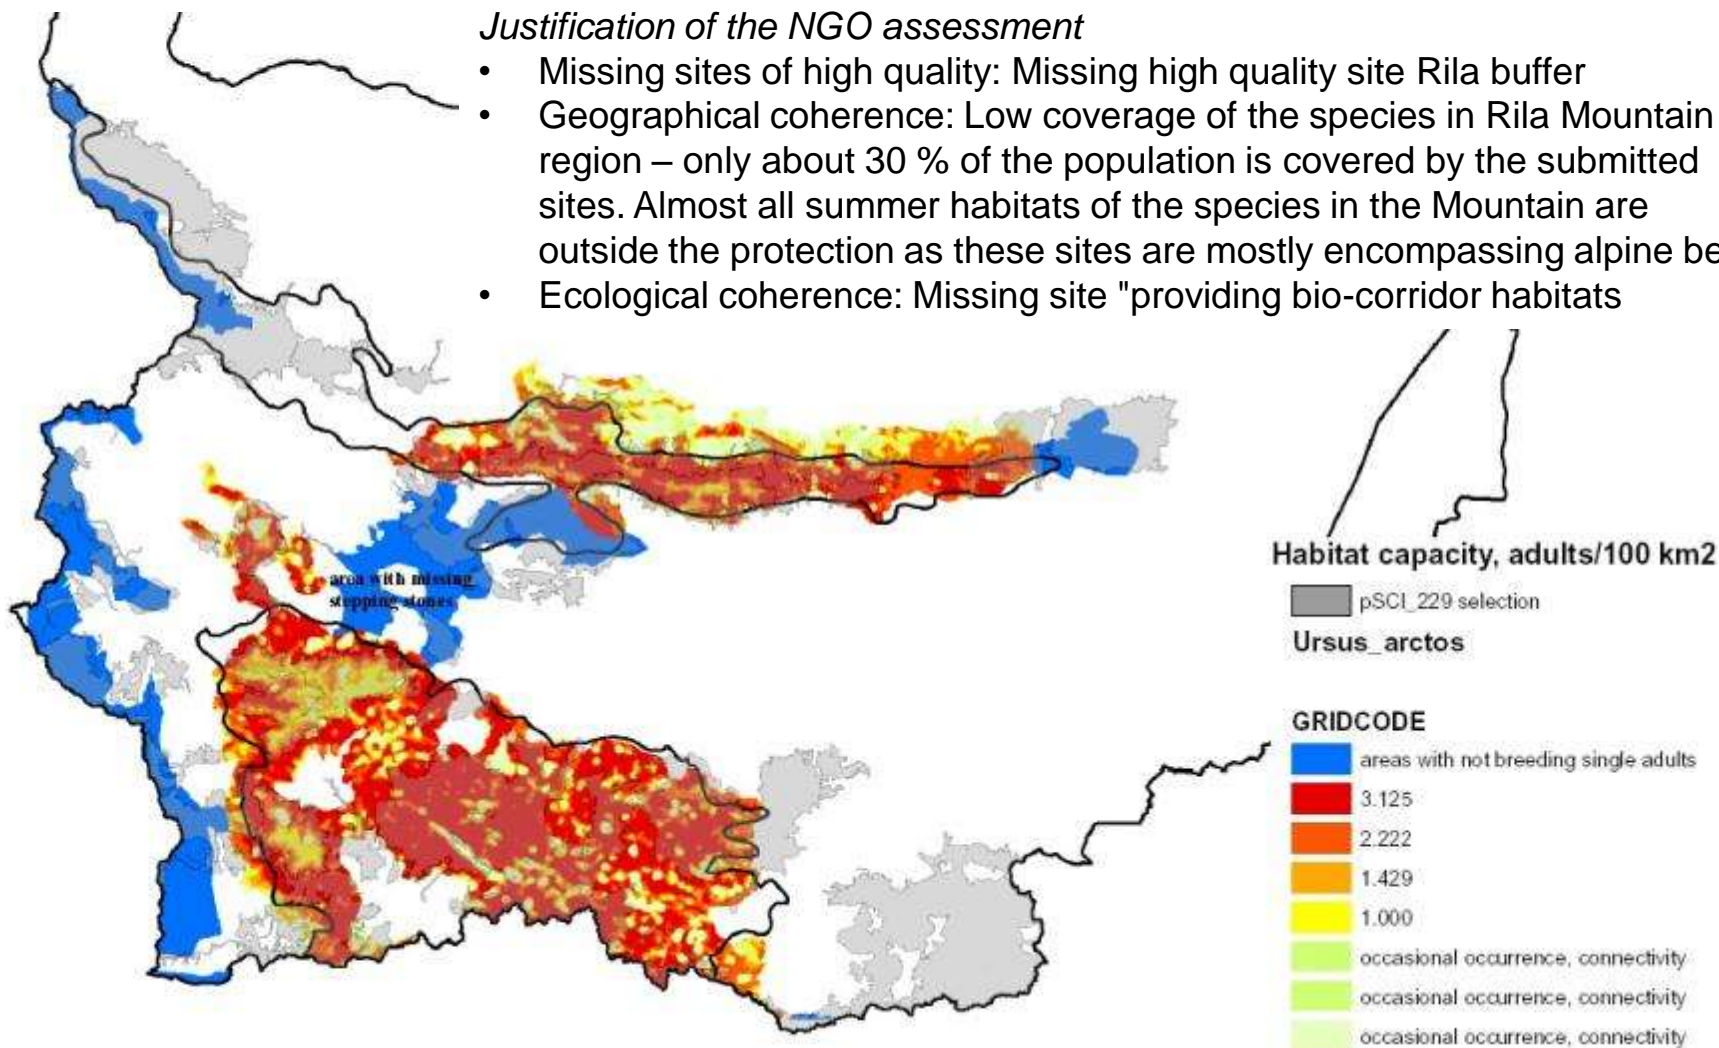 Justification of the NGO assessment
• Missing sites of high quality: Missing high quality site Rila buffer
• Geographical coherence: Low coverage of the species in Rila Mountain
region – only about 30 % of the population is covered by the submitted
sites. Almost all summer habitats of the species in the Mountain are
outside the protection as these sites are mostly encompassing alpine be
• Ecological coherence: Missing site "providing bio-corridor habitats
area with missing
stepping stones
Habitat capacity, adults/100 km2
pSCI_229 selection
Ursus_arctos
GRIDCODE
areas with not breeding single adults
3.125
2.222
1.429
1.000
occasional occurrence, connectivity
occasional occurrence, connectivity
occasional occurrence, connectivity